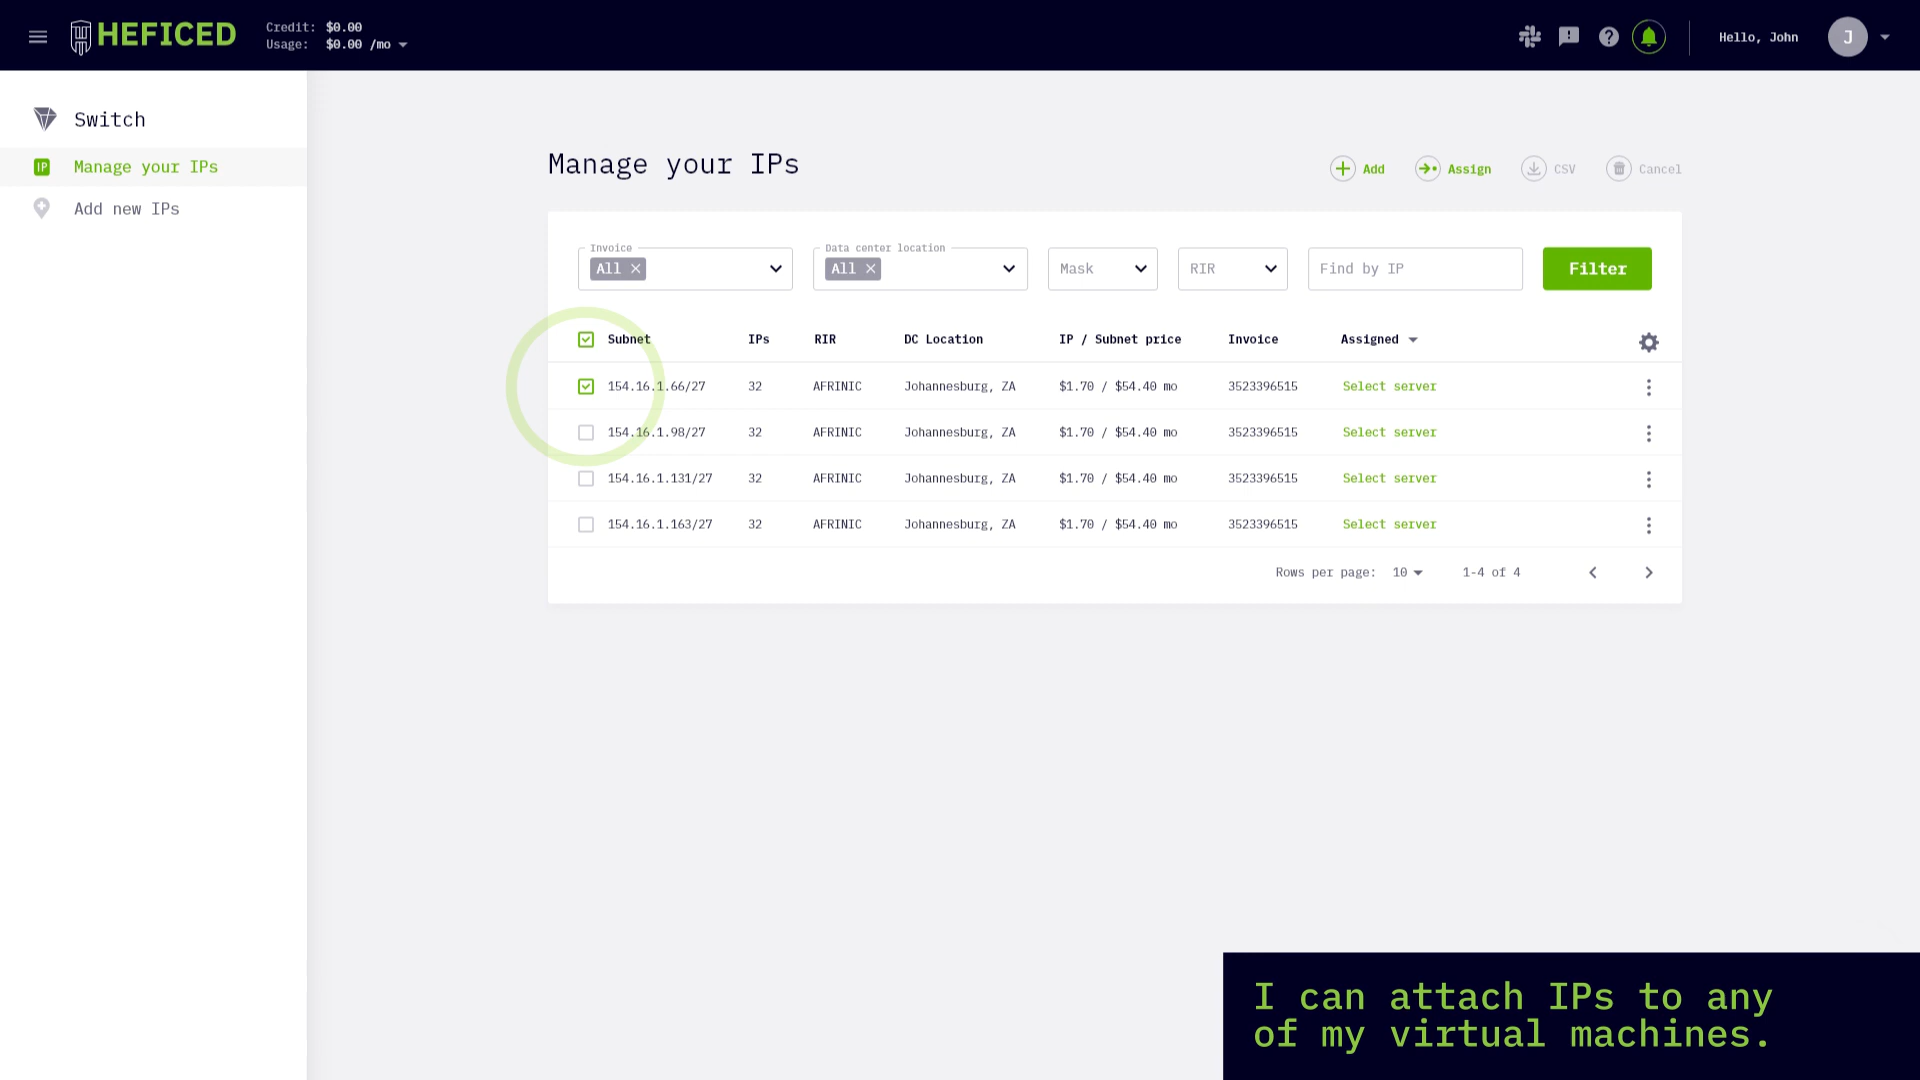 HEFICED
Credit: $0.00
Usage: $0.00 /mo
Hello, John
J
Switch
IP Manage your IPs
Add new IPs
Manage your IPs
Add
Assign
CSV
Cancel
Invoice
All
Data center location
All
Mask
RIR
Find by IP
Filter
Subnet IPs RIR DC Location IP / Subnet price Invoice Assigned
154.16.1.66/27 32 AFRINIC Johannesburg, ZA $1.70 / $54.40 mo 3523396515 Select server
154.16.1.98/27 32 AFRINIC Johannesburg, ZA $1.70 / $54.40 mo 3523396515 Select server
154.16.1.131/27 32 AFRINIC Johannesburg, ZA $1.70 / $54.40 mo 3523396515 Select server
154.16.1.163/27 32 AFRINIC Johannesburg, ZA $1.70 / $54.40 mo 3523396515 Select server
Rows per page: 10 1-4 of 4
I can attach IPs to any
of my virtual machines.